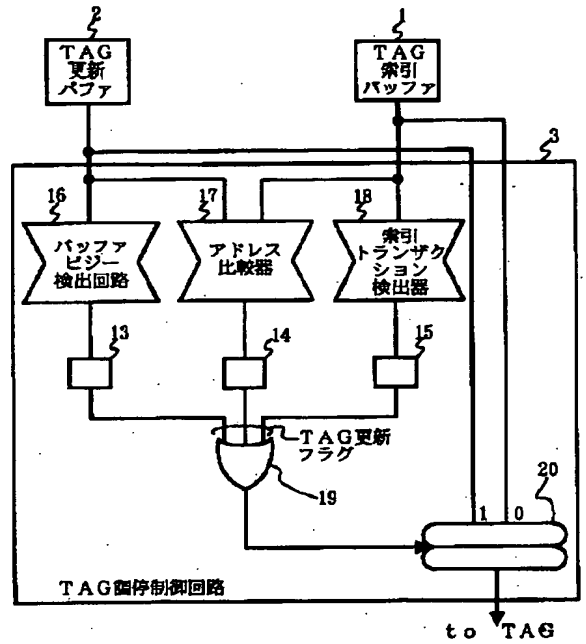 2
TAG
更新
バファ
1
TAG
索引
バッファ
3
16
バッファ
ビジー
検出回路
17
アドレス
比較器
18
索引
トランザク
ション
検出器
13
14
15
TAG更新
フラグ
19
20
1
0
TAG調停制御回路
to TAG